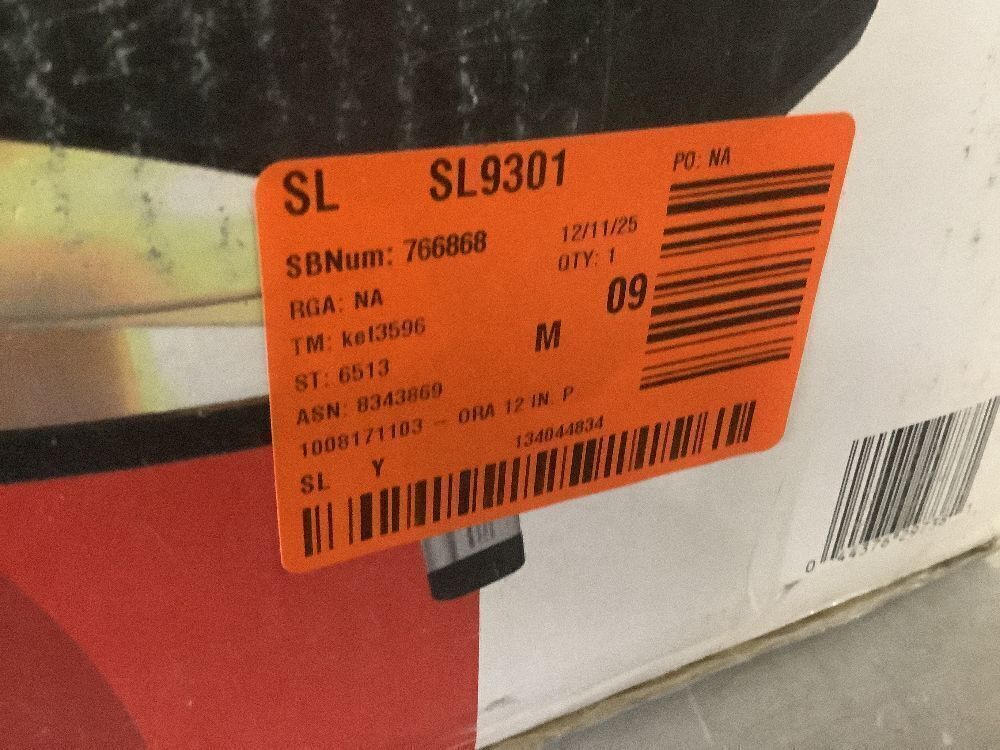 SL SL9301 PO: NA
SBNum: 766868 12/11/25
QTY: 1
RGA: NA 09
TM: kel3596 M
ST: 6513
ASN: 8343869
1008171103 - ORA 12 IN. P
SL Y 134044834